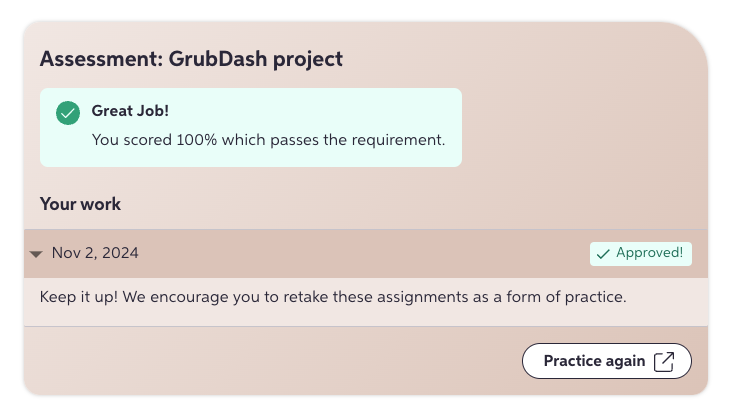 Assessment: GrubDash project
Great Job!
You scored 100% which passes the requirement.
Your work
Nov 2, 2024
Approved!
Keep it up! We encourage you to retake these assignments as a form of practice.
Practice again